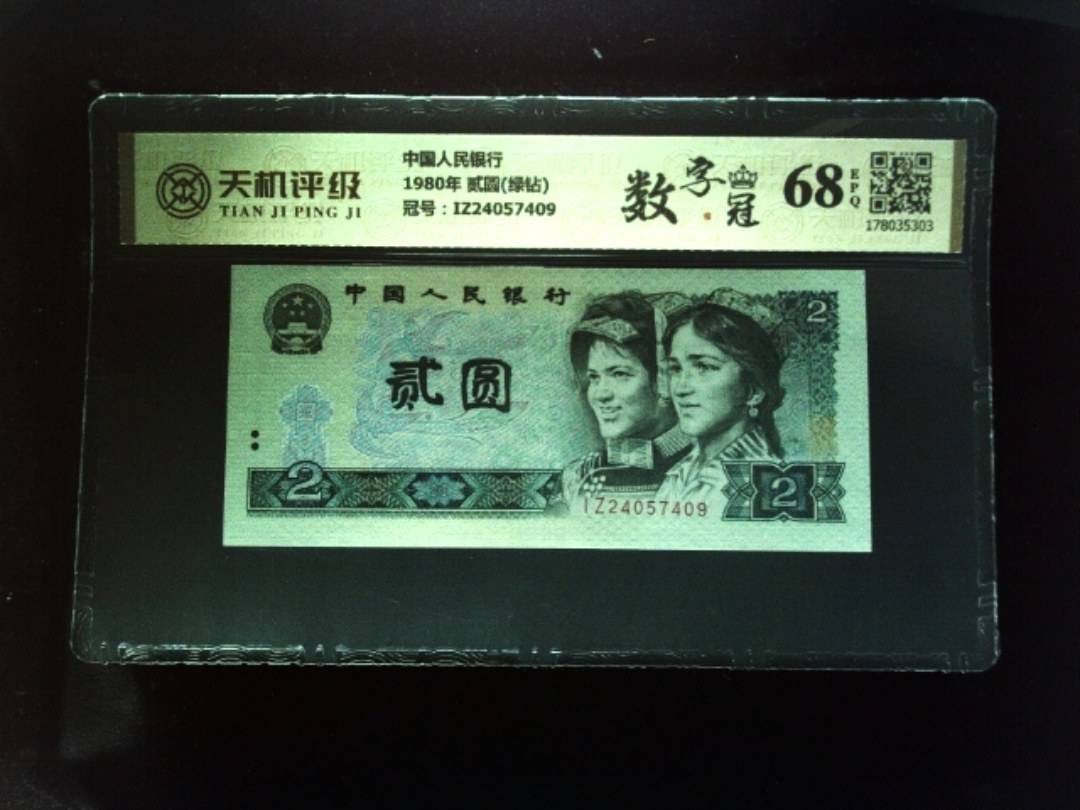 天机评级
TIAN JI PING JI
中国人民银行
1980年 贰圆(绿钻)
冠号：IZ24057409
数字冠
68
EPQ
178035303
中国人民银行
2
贰圆
2
IZ24057409
2